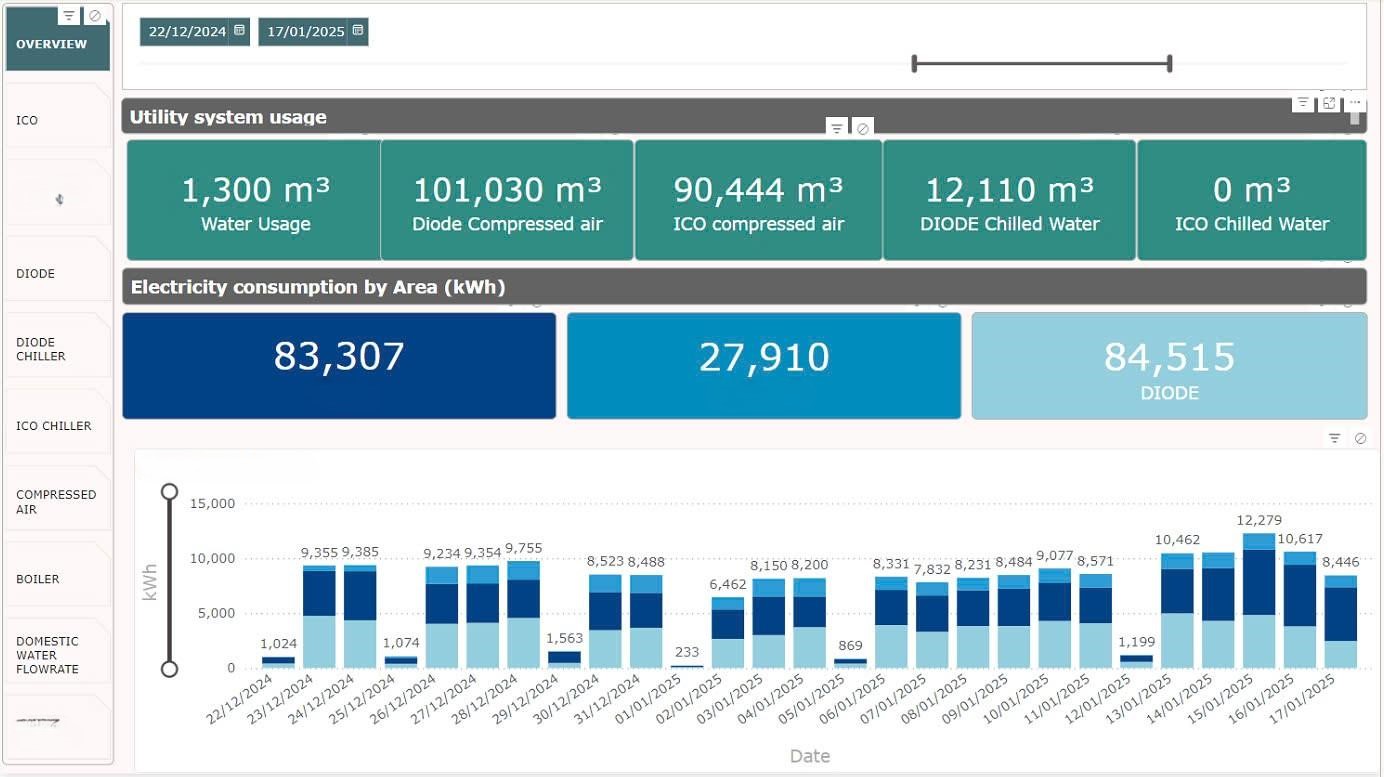 OVERVIEW
ICO
DIODE
DIODE
CHILLER
ICO CHILLER
COMPRESSED
AIR
BOILER
DOMESTIC
WATER
FLOWRATE
22/12/2024
17/01/2025
Utility system usage
1,300 m³
Water Usage
101,030 m³
Diode Compressed air
90,444 m³
ICO compressed air
12,110 m³
DIODE Chilled Water
0 m³
ICO Chilled Water
Electricity consumption by Area (kWh)
83,307
27,910
84,515
DIODE
kWh
15,000
10,000
5,000
0
1,024
9,355
9,385
1,074
9,234
9,354
9,755
1,563
8,523
8,488
233
6,462
8,150
8,200
869
8,331
7,832
8,231
8,484
9,077
8,571
1,199
10,462
12,279
10,617
8,446
22/12/2024
23/12/2024
24/12/2024
25/12/2024
26/12/2024
27/12/2024
28/12/2024
29/12/2024
30/12/2024
31/12/2024
01/01/2025
02/01/2025
03/01/2025
04/01/2025
05/01/2025
06/01/2025
07/01/2025
08/01/2025
09/01/2025
10/01/2025
11/01/2025
12/01/2025
13/01/2025
14/01/2025
15/01/2025
16/01/2025
17/01/2025
Date